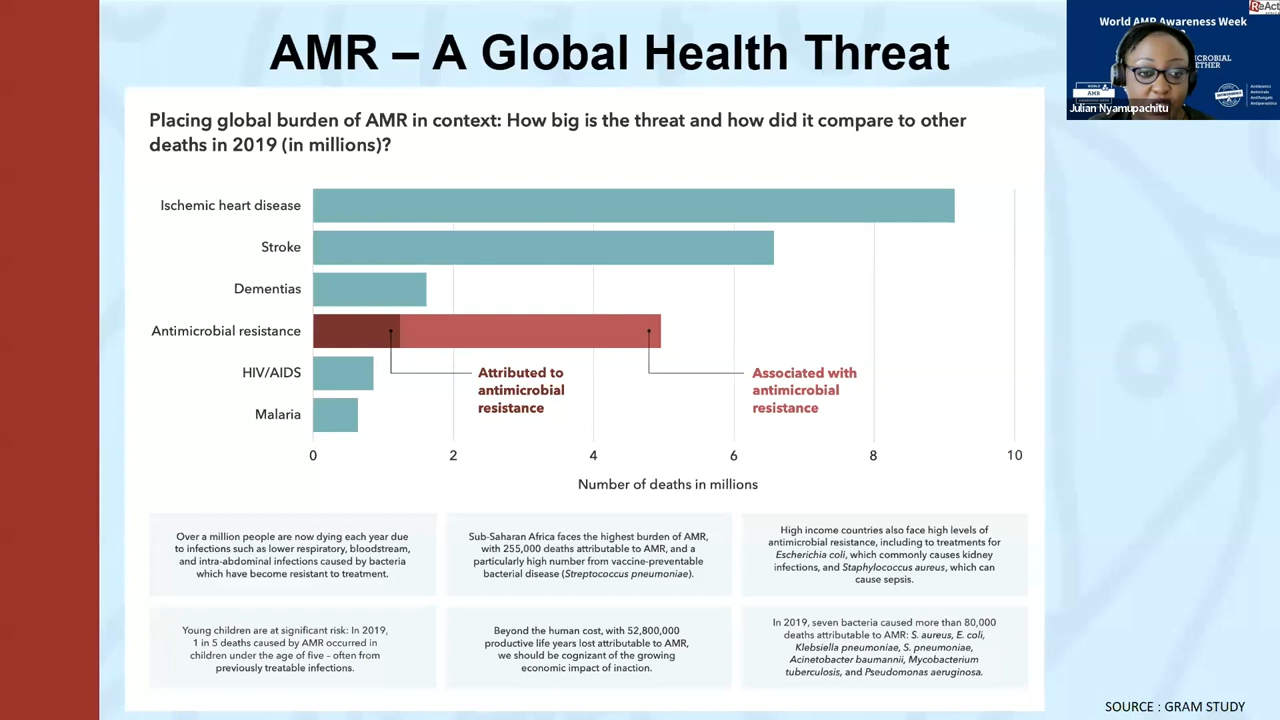 AMR – A Global Health Threat
Placing global burden of AMR in context: How big is the threat and how did it compare to other
deaths in 2019 (in millions)?
Ischemic heart disease
Stroke
Dementias
Antimicrobial resistance
HIV/AIDS
Malaria
Attributed to
antimicrobial
resistance
Associated with
antimicrobial
resistance
0 2 4 6 8 10
Number of deaths in millions
Over a million people are now dying each year due
to infections such as lower respiratory, bloodstream,
and intra-abdominal infections caused by bacteria
which have become resistant to treatment.
Sub-Saharan Africa faces the highest burden of AMR,
with 255,000 deaths attributable to AMR, and a
particularly high number from vaccine-preventable
bacterial disease (Streptococcus pneumoniae).
High income countries also face high levels of
antimicrobial resistance, including to treatments for
Escherichia coli, which commonly causes kidney
infections, and Staphylococcus aureus, which can
cause sepsis.
Young children are at significant risk: In 2019,
1 in 5 deaths caused by AMR occurred in
children under the age of five – often from
previously treatable infections.
Beyond the human cost, with 52,800,000
productive life years lost attributable to AMR,
we should be cognizant of the growing
economic impact of inaction.
In 2019, seven bacteria caused more than 80,000
deaths attributable to AMR: S. aureus, E. coli,
Klebsiella pneumoniae, S. pneumoniae,
Acinetobacter baumannii, Mycobacterium
tuberculosis, and Pseudomonas aeruginosa.
SOURCE : GRAM STUDY
ReAct
World AMR Awareness Week
WORLD
AMR
Antibiotics
Antivirals
Antifungals
Antiparasitics
Julian Nyamupachitu